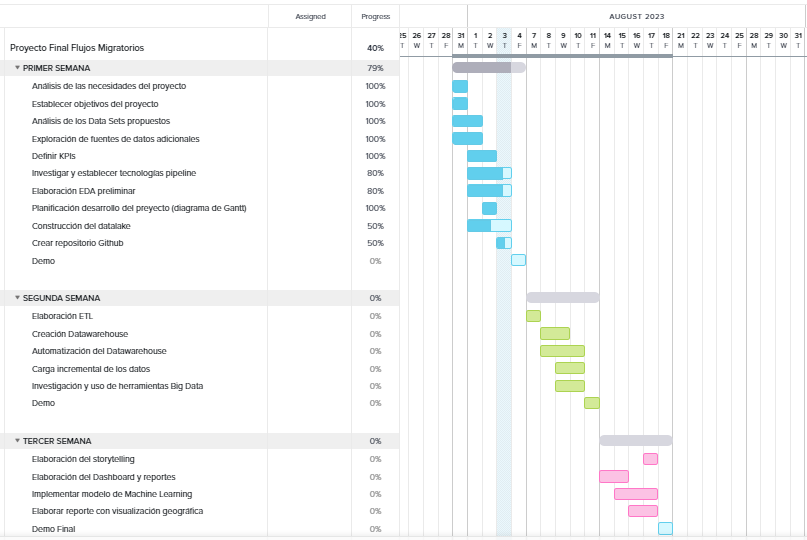 Assigned Progress AUGUST 2023
25 26 27 28 31 1 2 3 4 7 8 9 10 11 14 15 16 17 18 21 22 23 24 25 28 29 30 31
T W T F M T W T F M T W T F M T W T F M T W T F M T W T
Proyecto Final Flujos Migratorios 40%
PRIMER SEMANA 79%
Análisis de las necesidades del proyecto 100%
Establecer objetivos del proyecto 100%
Análisis de los Data Sets propuestos 100%
Exploración de fuentes de datos adicionales 100%
Definir KPIs 100%
Investigar y establecer tecnologías pipeline 80%
Elaboración EDA preliminar 80%
Planificación desarrollo del preyecto (diagrama de Gantt) 100%
Construcción del datalake 50%
Crear repositorio Github 50%
Demo 0%
SEGUNDA SEMANA 0%
Elaboración ETL 0%
Creación Datawarehouse 0%
Automatización del Datawarehouse 0%
Carga incremental de los datos 0%
Investigación y uso de herramientas Big Data 0%
Demo 0%
TERCER SEMANA 0%
Elaboración del storytelling 0%
Elaboración del Dashboard y reportes 0%
Implementar modelo de Machine Learning 0%
Elaborar reporte con visualización geográfica 0%
Demo Final 0%